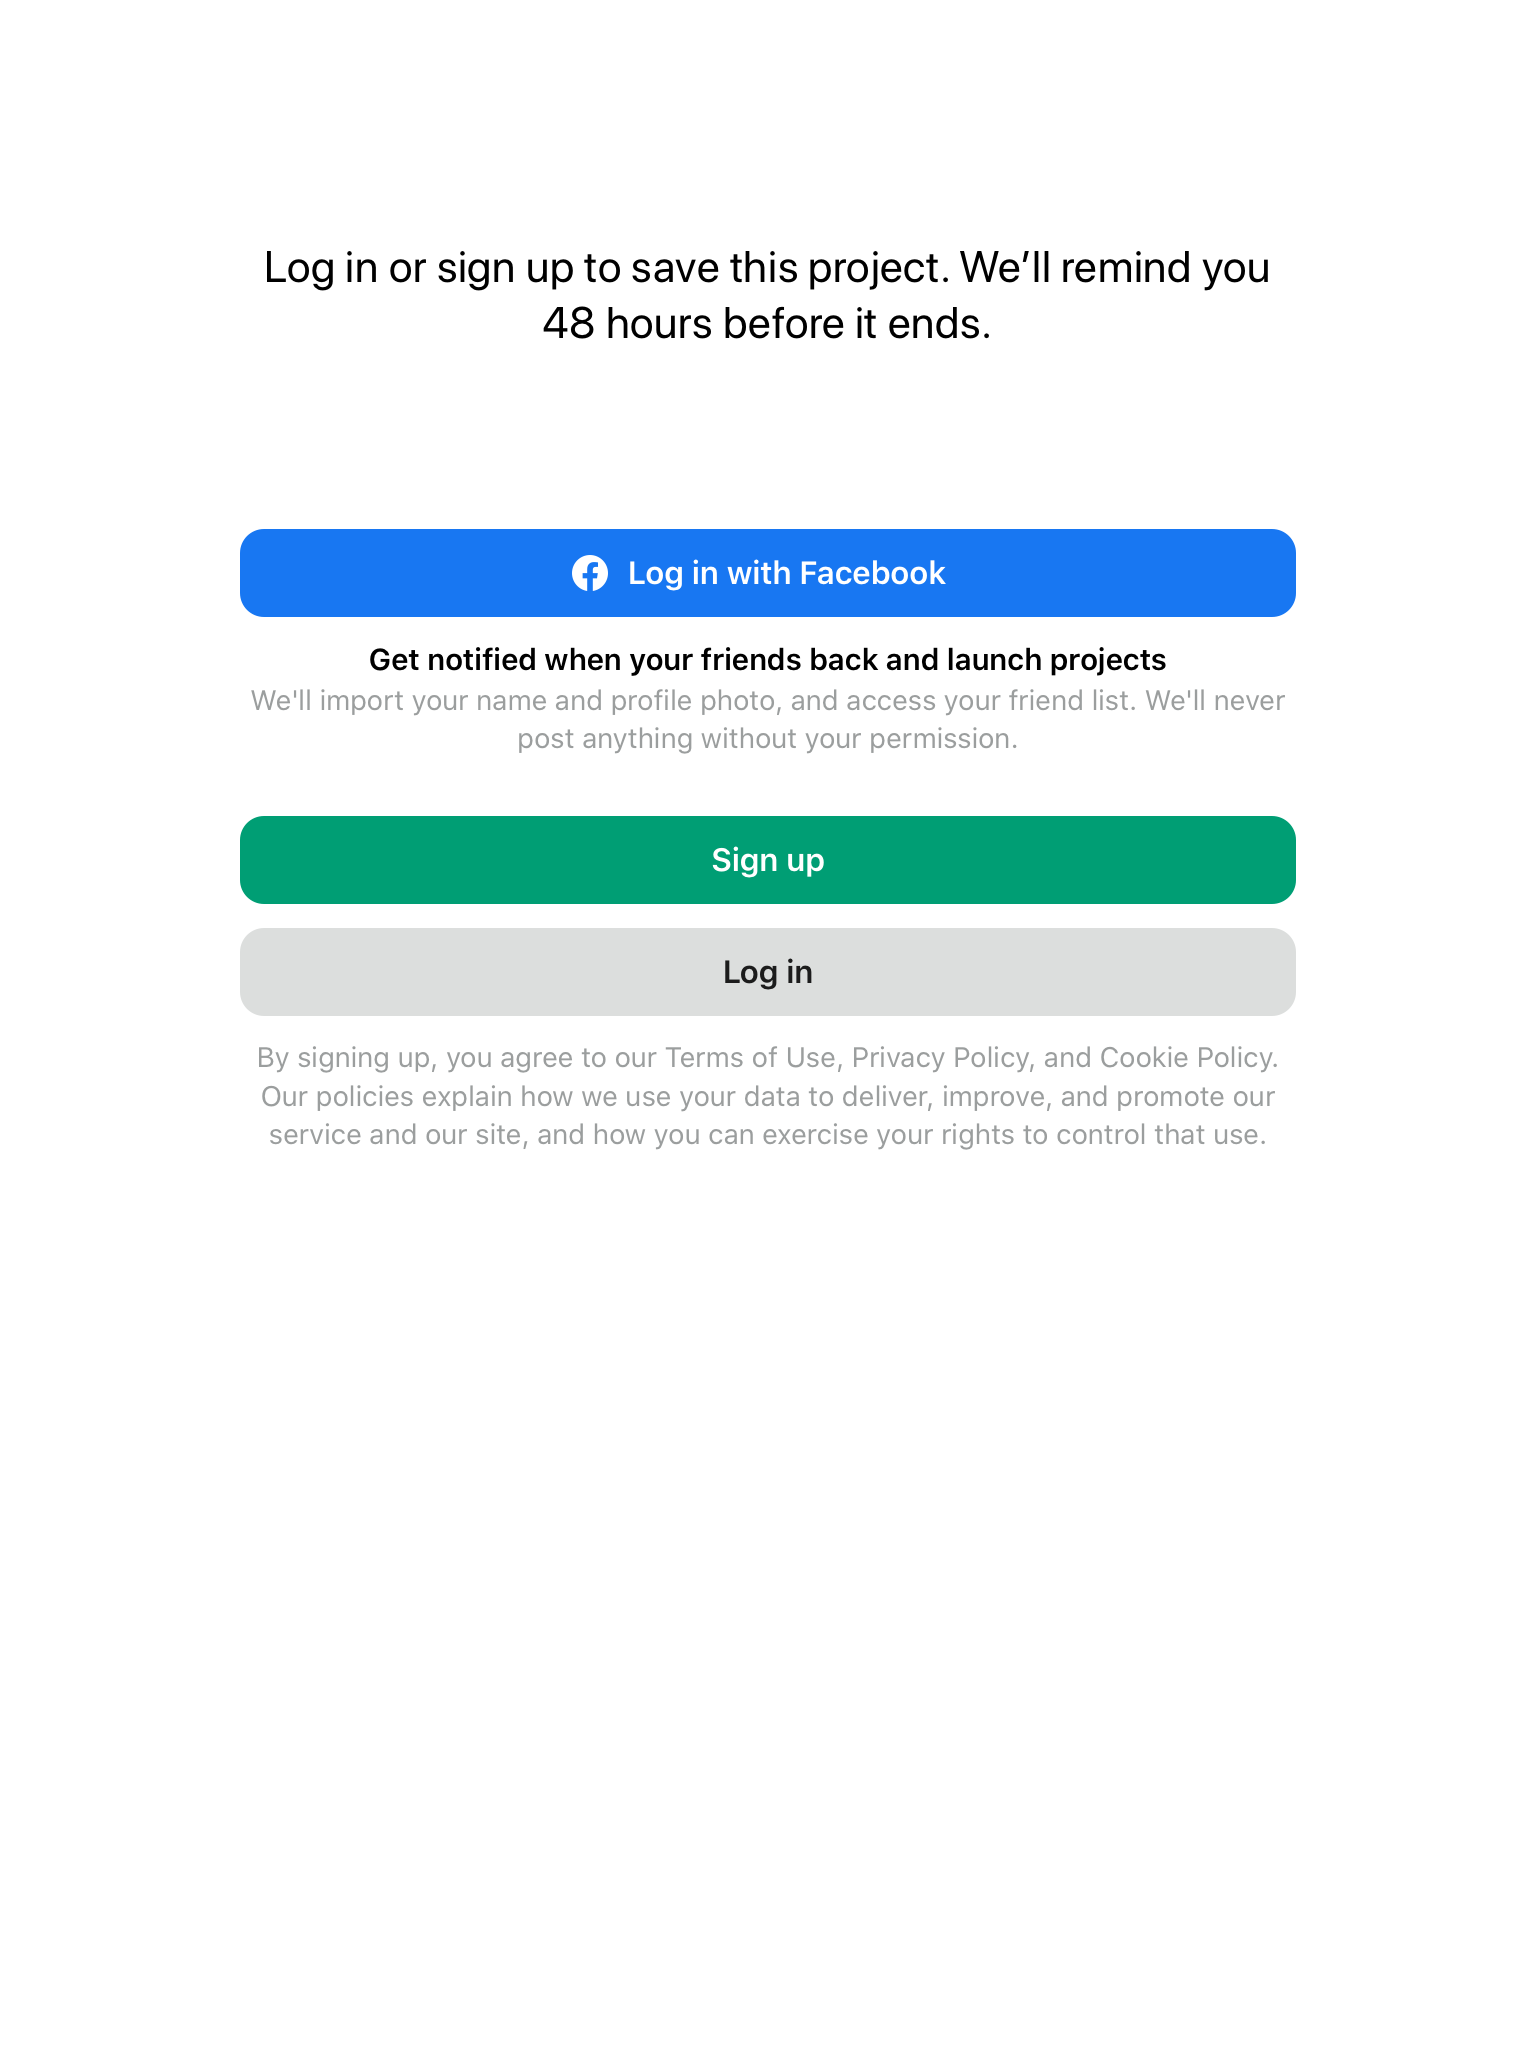 Log in or sign up to save this project. We’ll remind you
48 hours before it ends.
Log in with Facebook
Get notified when your friends back and launch projects
We'll import your name and profile photo, and access your friend list. We'll never
post anything without your permission.
Sign up
Log in
By signing up, you agree to our Terms of Use, Privacy Policy, and Cookie Policy.
Our policies explain how we use your data to deliver, improve, and promote our
service and our site, and how you can exercise your rights to control that use.